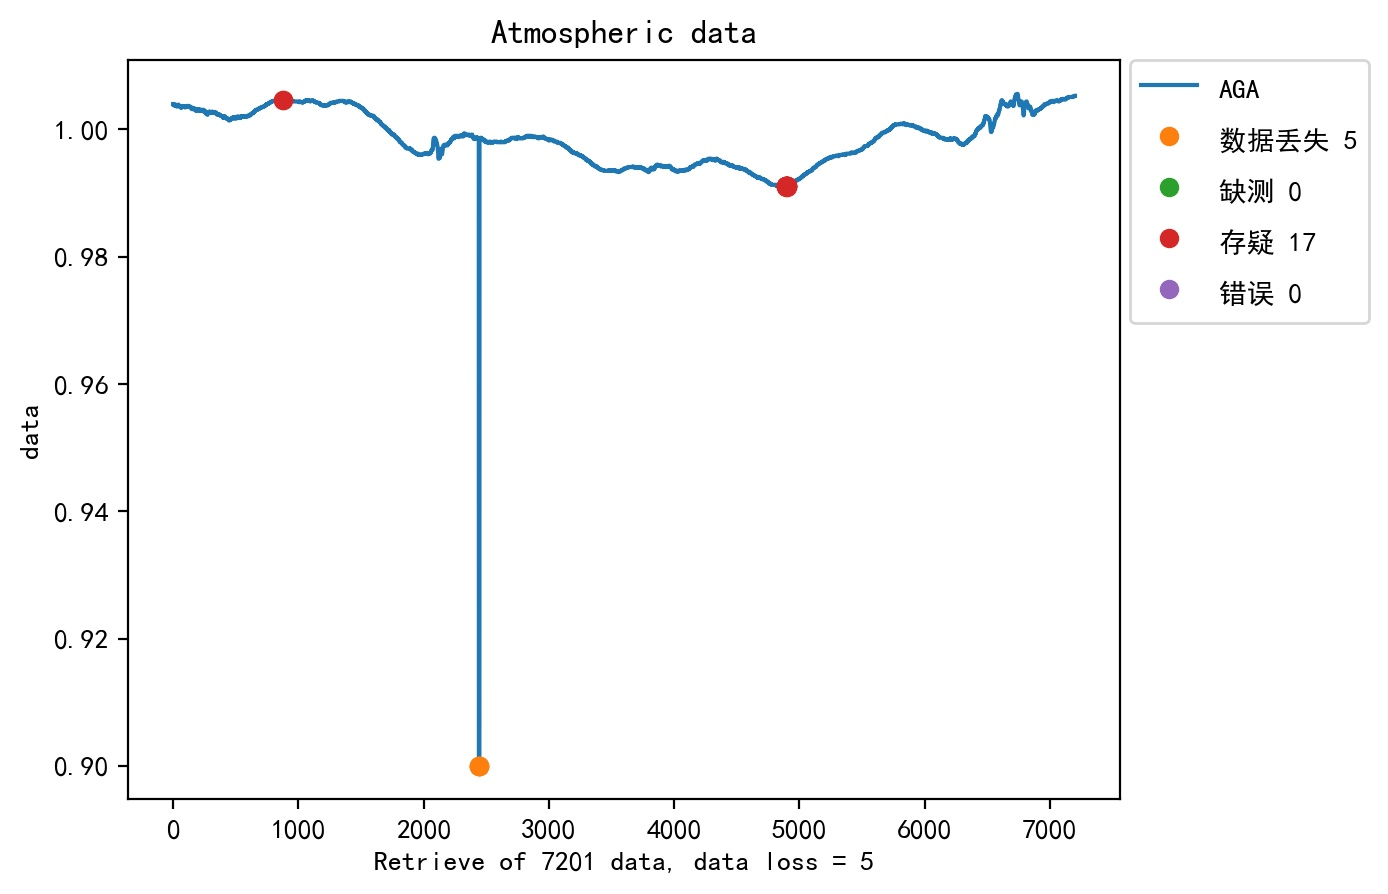 Atmospheric data
AGA
数据丢失 5
缺测 0
存疑 17
错误 0
1.00
0.98
0.96
0.94
0.92
0.90
data
0 1000 2000 3000 4000 5000 6000 7000
Retrieve of 7201 data, data loss = 5